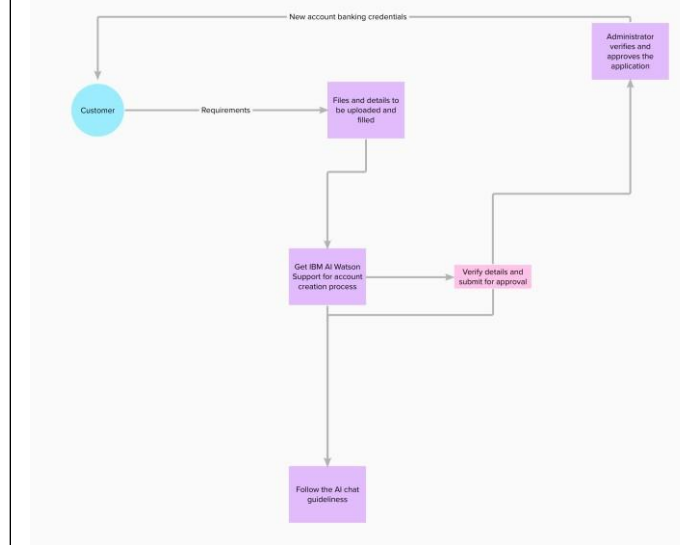 New account banking credentials
Administrator
verifies and
approves the
application
Customer
Requirements
Files and details to
be uploaded and
filled
Get IBM AI Watson
Support for account
creation process
Verify details and
submit for approval
Follow the AI chat
guideliness